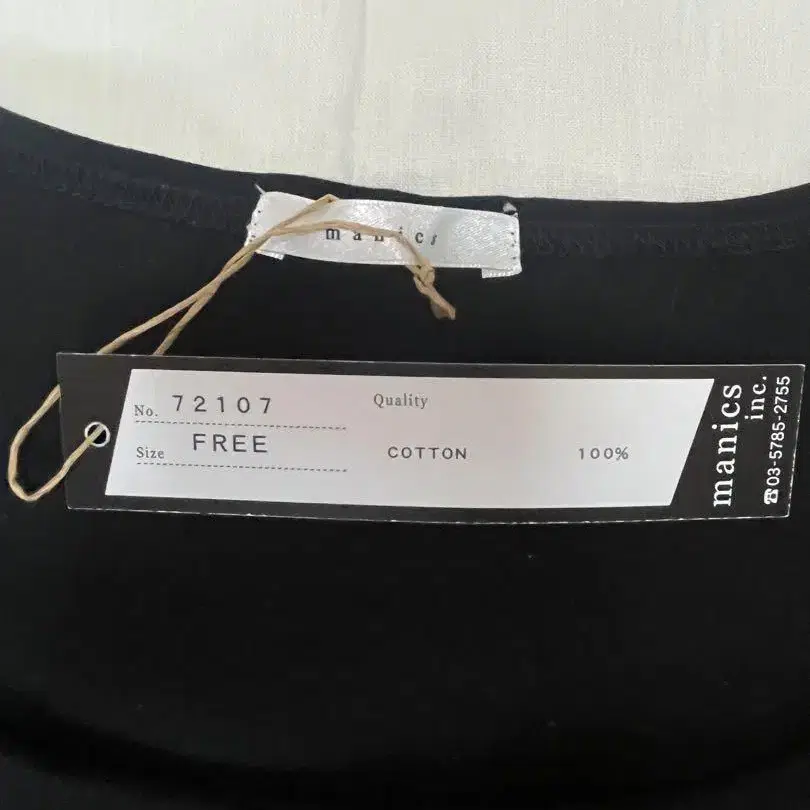 manics
No. 72107
Size FREE
Quality
COTTON 100%
manics
inc.
☎03-5785-2755